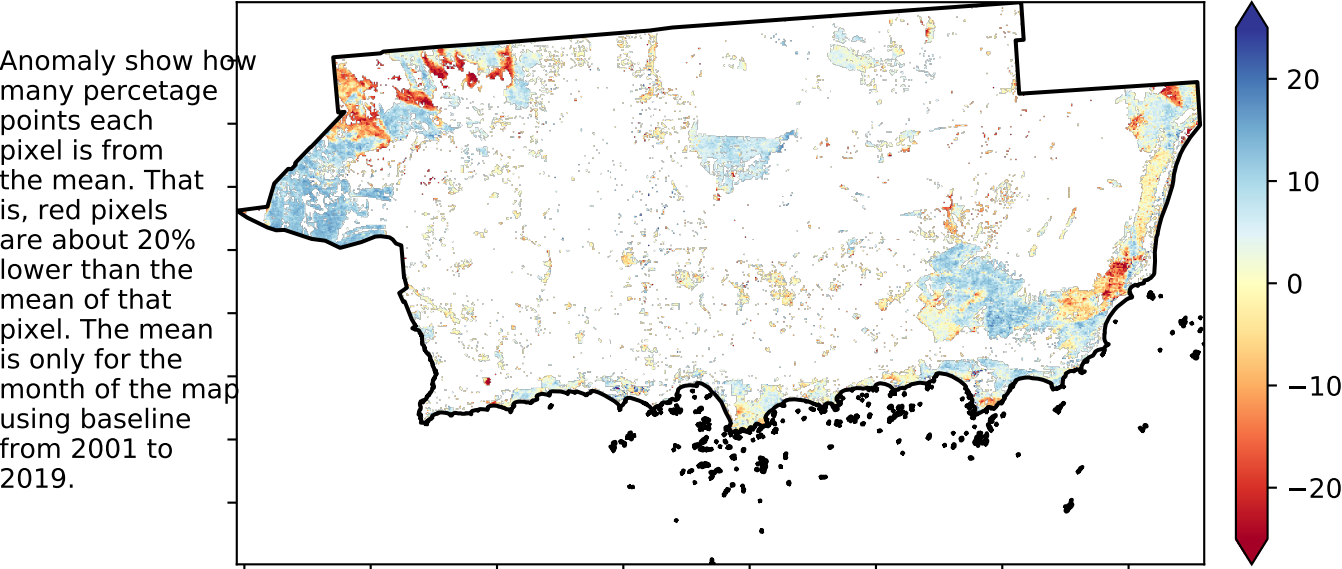 Anomaly show how
many percetage
points each
pixel is from
the mean. That
is, red pixels
are about 20%
lower than the
mean of that
pixel. The mean
is only for the
month of the map
using baseline
from 2001 to
2019.
20
10
0
−10
−20